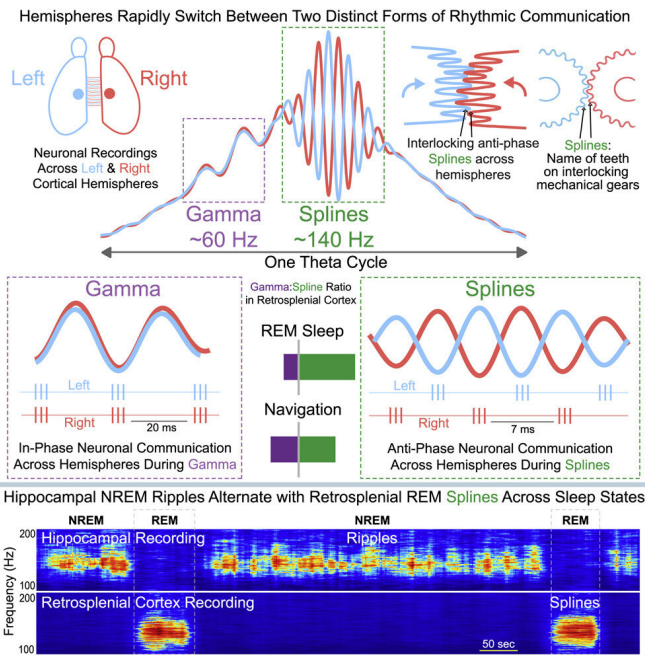 Hemispheres Rapidly Switch Between Two Distinct Forms of Rhythmic Communication
Left
Right
Neuronal Recordings
Across Left & Right
Cortical Hemispheres
Gamma
~60 Hz
Splines
~140 Hz
Interlocking anti-phase
Splines across
hemispheres
Splines:
Name of teeth
on interlocking
mechanical gears
One Theta Cycle
Gamma
Left
Right
20 ms
In-Phase Neuronal Communication
Across Hemispheres During Gamma
Gamma:Spline Ratio
in Retrosplenial Cortex
REM Sleep
Navigation
Splines
Left
Right
7 ms
Anti-Phase Neuronal Communication
Across Hemispheres During Splines
Hippocampal NREM Ripples Alternate with Retrosplenial REM Splines Across Sleep States
NREM
REM
NREM
REM
Frequency (Hz)
200
100
Hippocampal Recording
Ripples
200
100
Retrosplenial Cortex Recording
Splines
50 sec